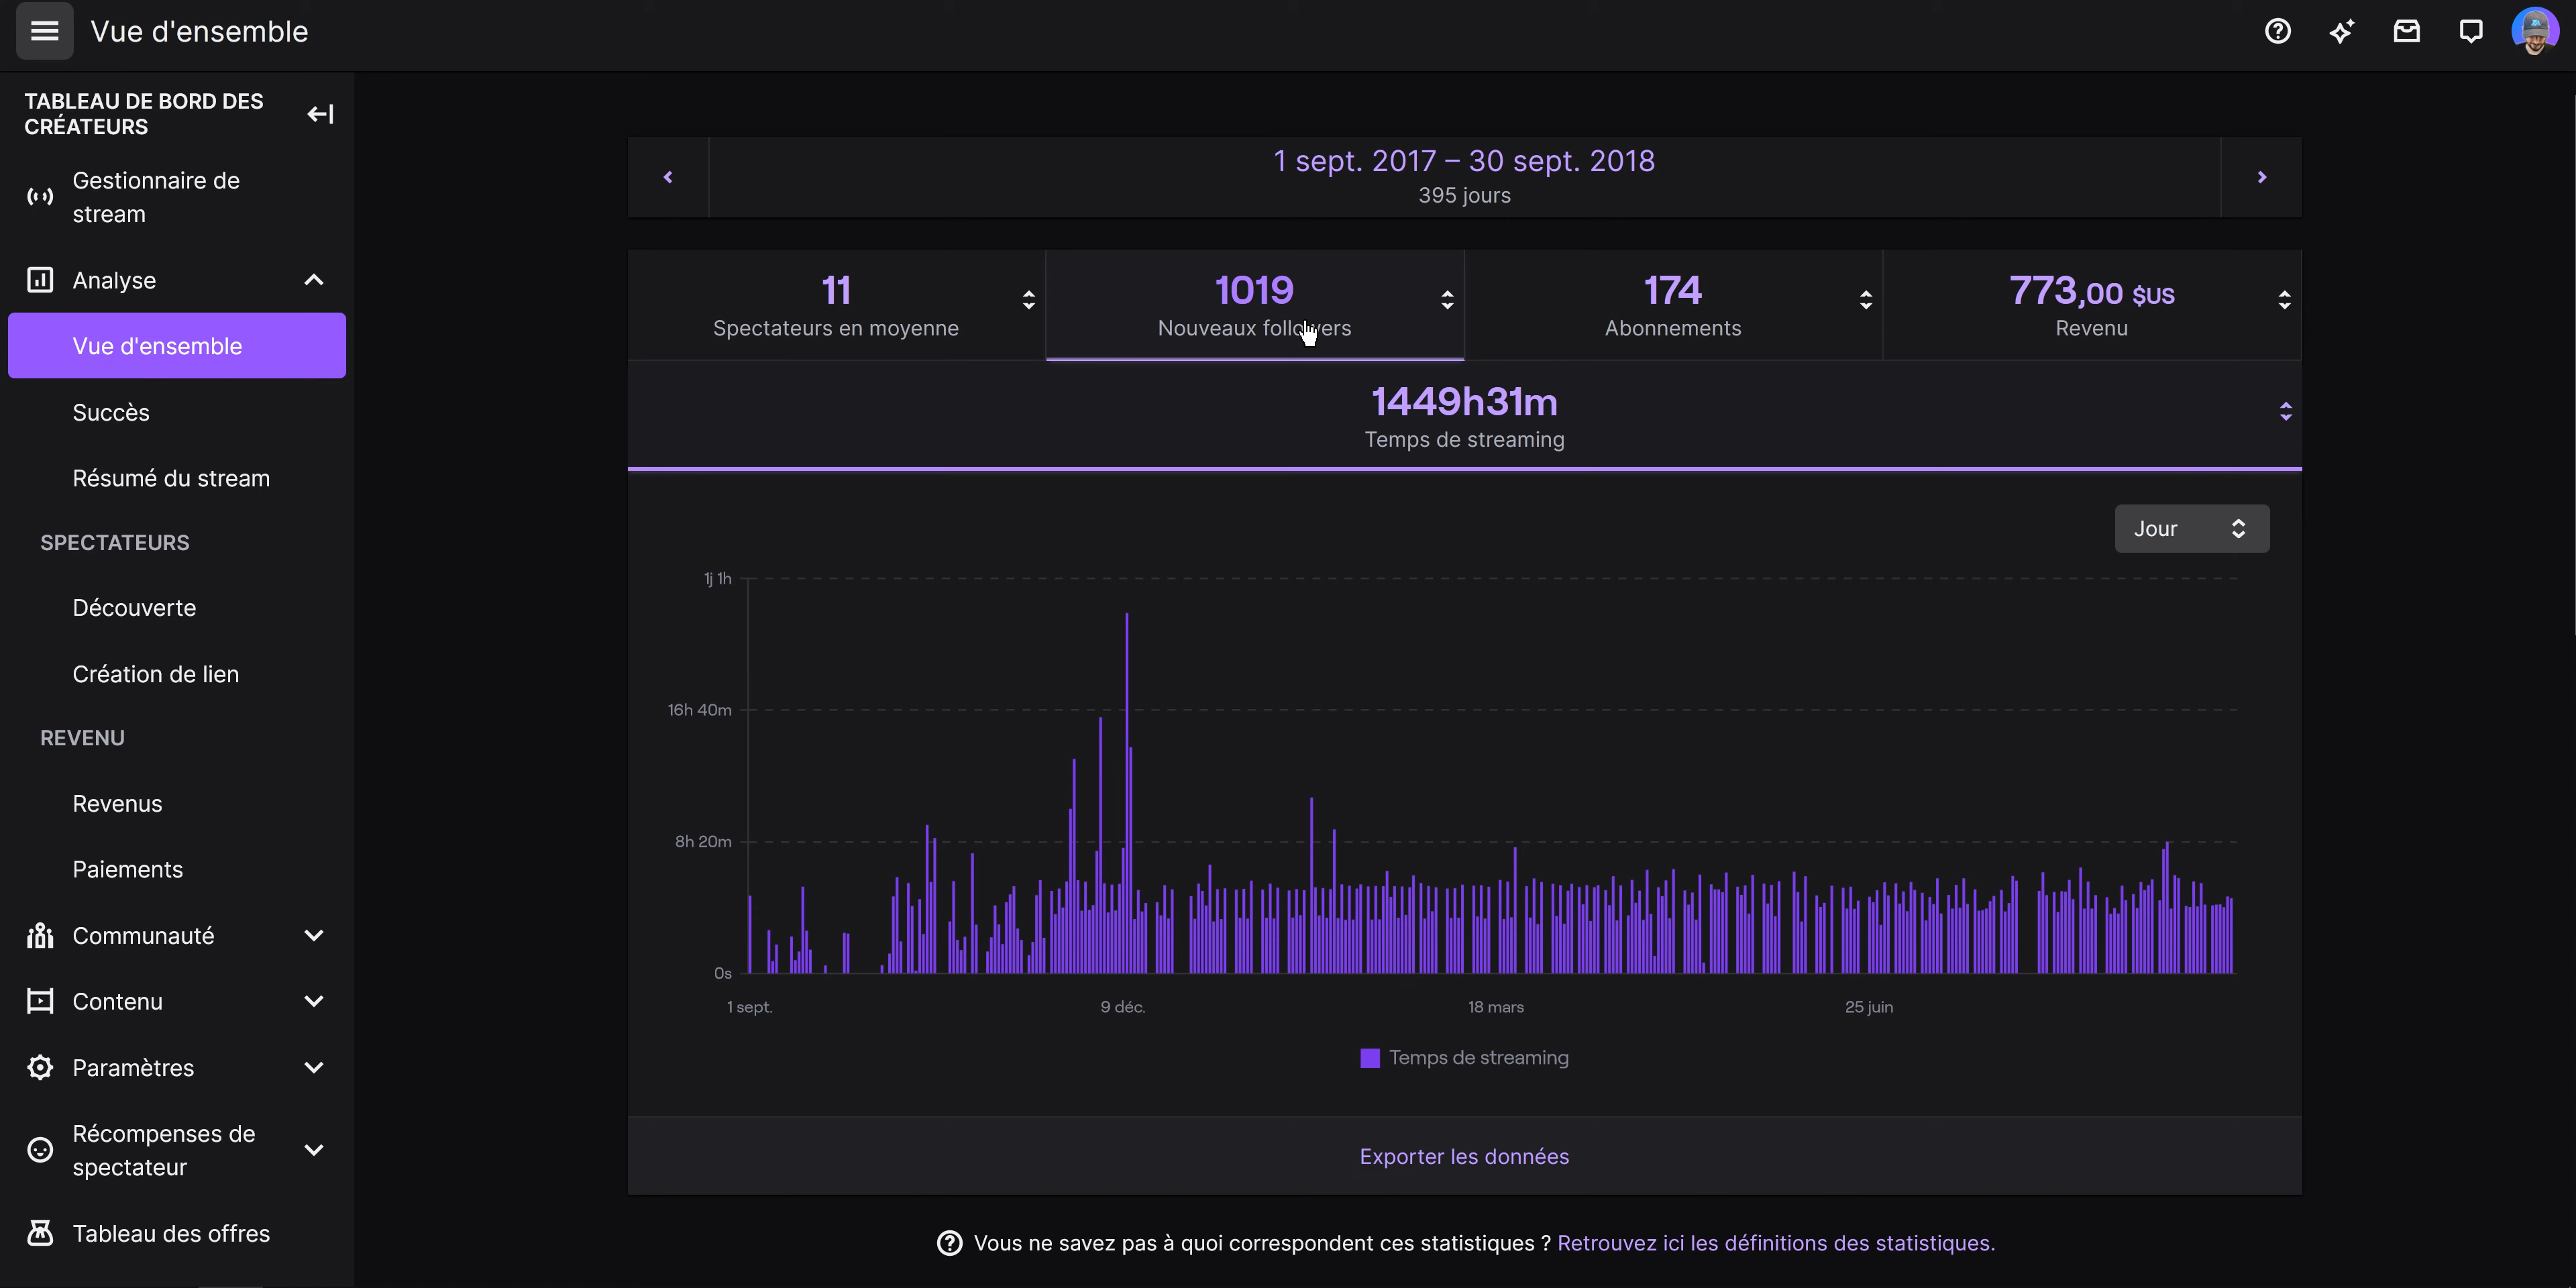 Vue d'ensemble
TABLEAU DE BORD DES
CRÉATEURS
Gestionnaire de
stream
Analyse
Vue d'ensemble
Succès
Résumé du stream
SPECTATEURS
Découverte
Création de lien
REVENU
Revenus
Paiements
Communauté
Contenu
Paramètres
Récompenses de
spectateur
Tableau des offres
1 sept. 2017 – 30 sept. 2018
395 jours
11
Spectateurs en moyenne
1019
Nouveaux followers
174
Abonnements
773,00 $US
Revenu
1449h31m
Temps de streaming
Jour
1j 1h
16h 40m
8h 20m
0s
1 sept.
9 déc.
18 mars
25 juin
Temps de streaming
Exporter les données
Vous ne savez pas à quoi correspondent ces statistiques ? Retrouvez ici les définitions des statistiques.